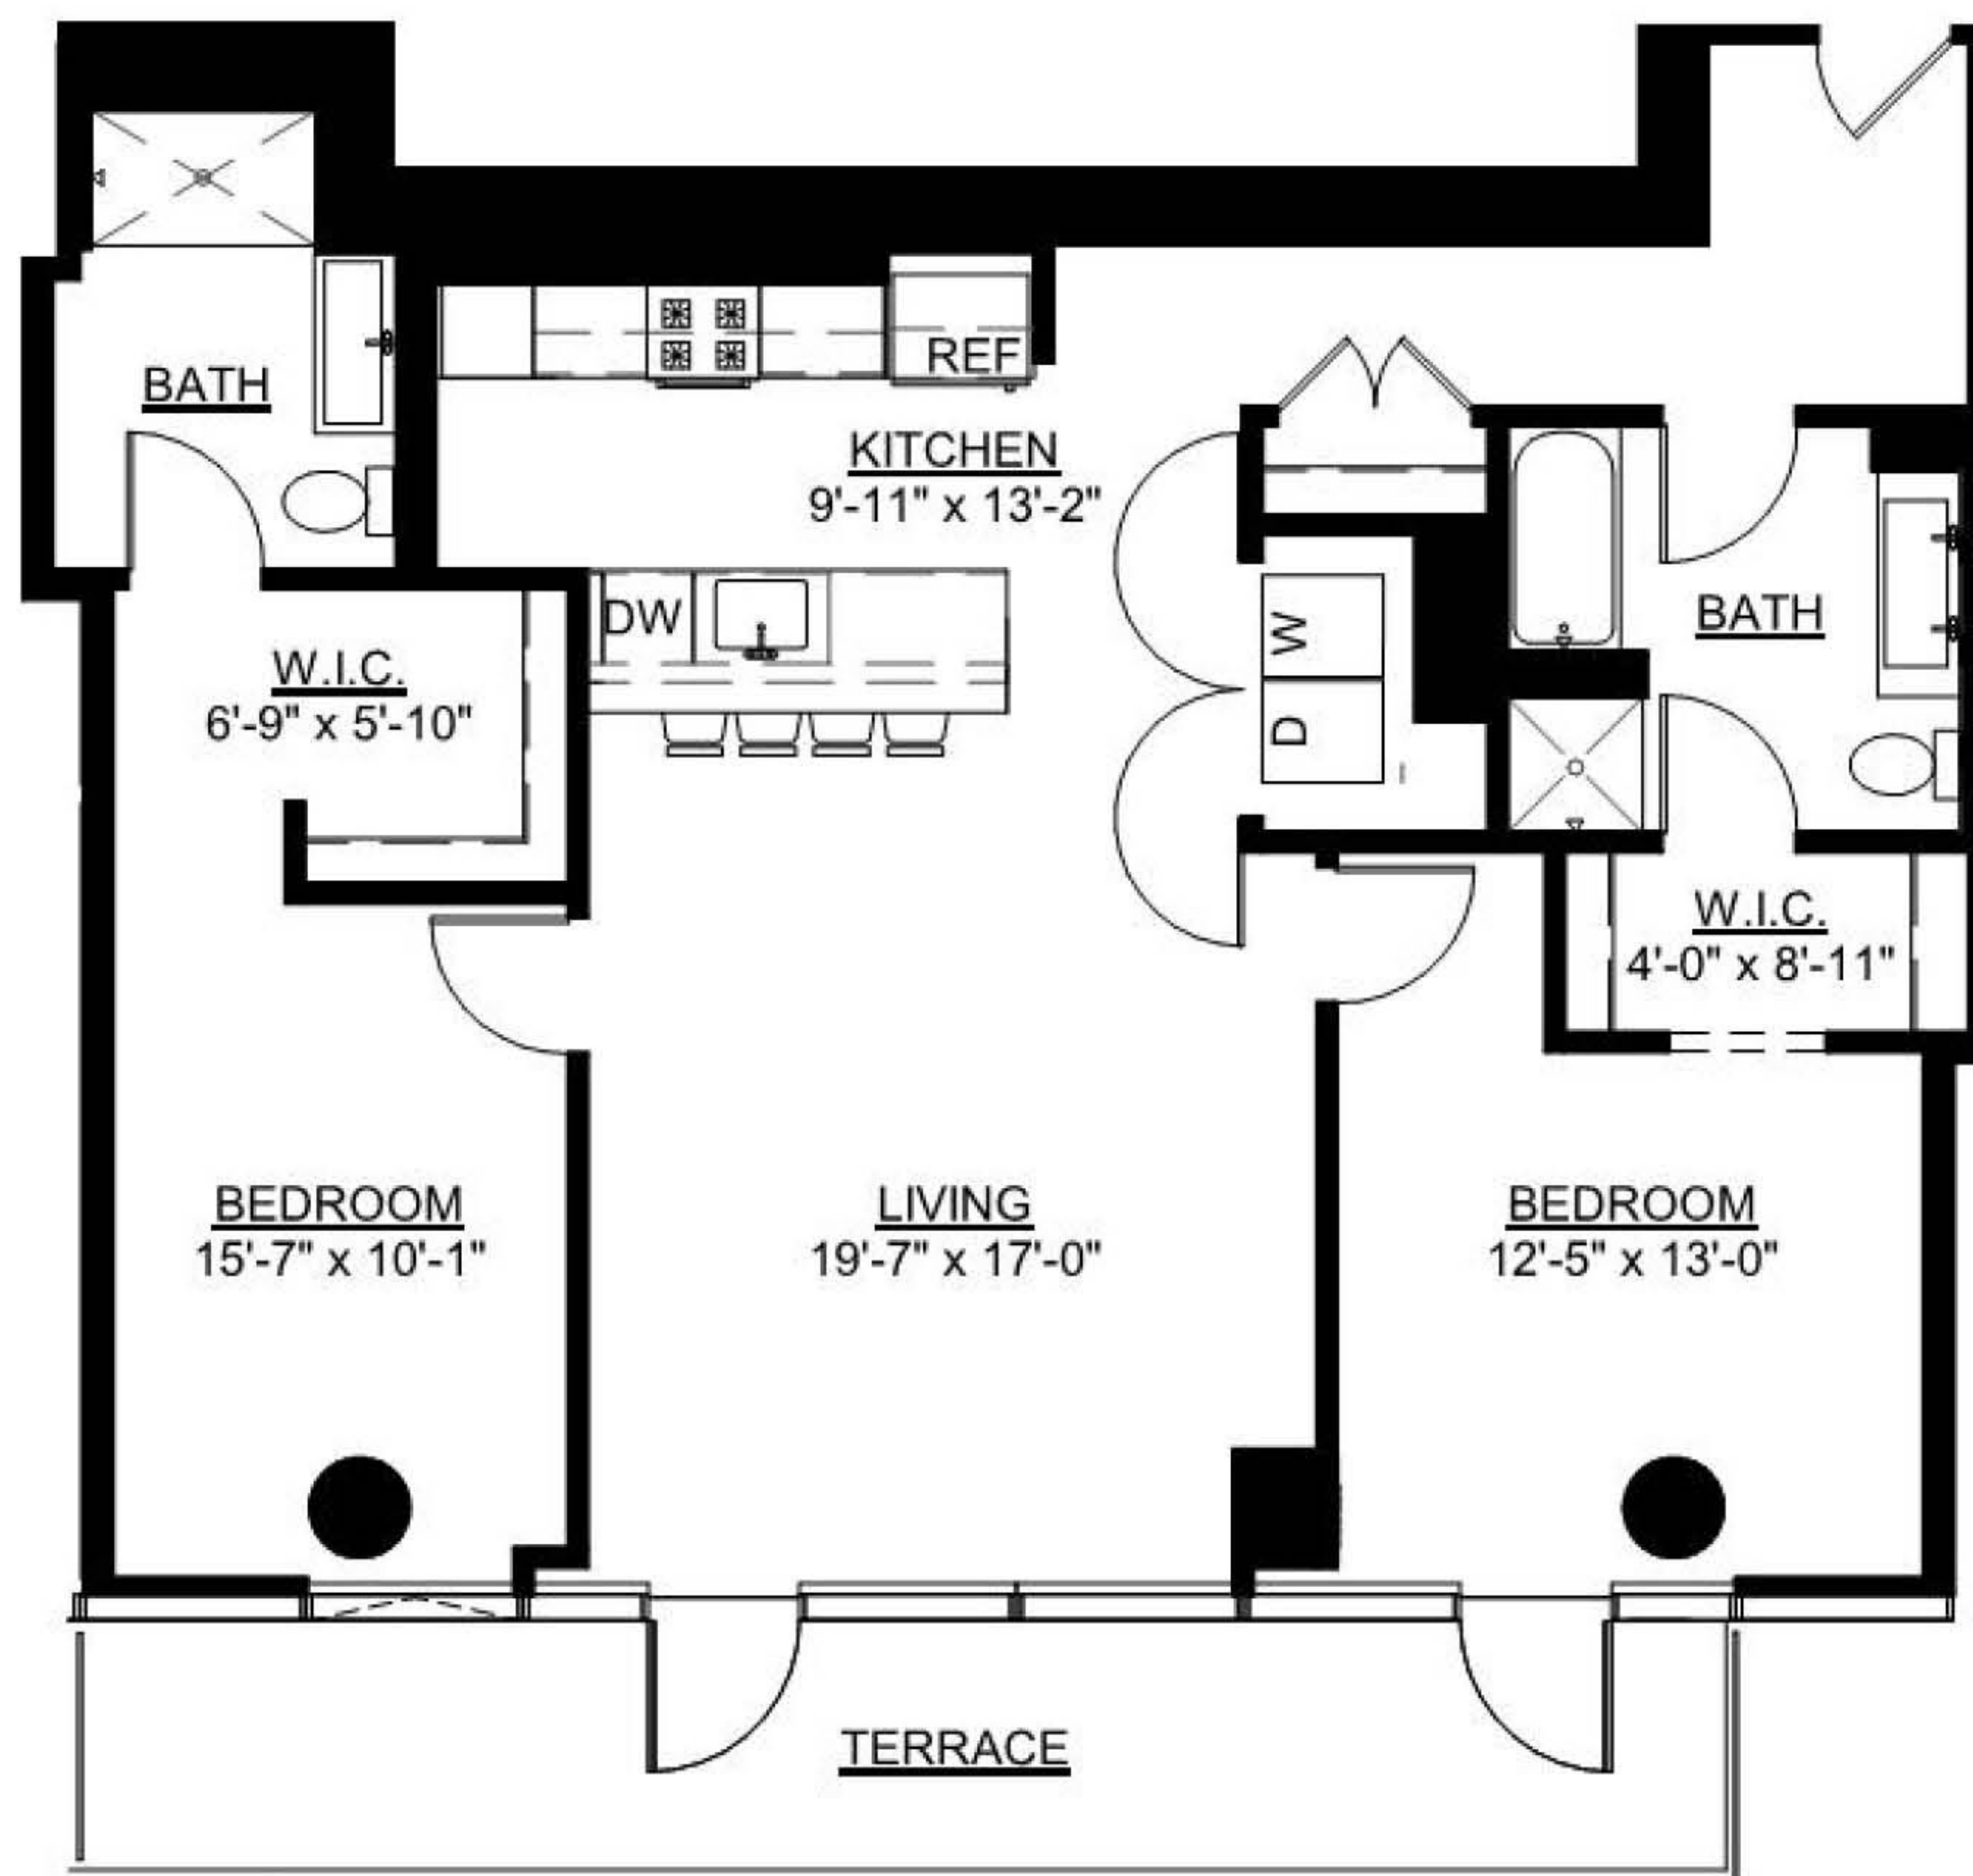 REF
BATH
KITCHEN
9'-11" x 13'-2"
DW
W
BATH
W.I.C.
6'-9" x 5'-10"
D
W.I.C.
4'-0" x 8'-11"
BEDROOM
15'-7" x 10'-1"
LIVING
19'-7" x 17'-0"
BEDROOM
12'-5" x 13'-0"
TERRACE